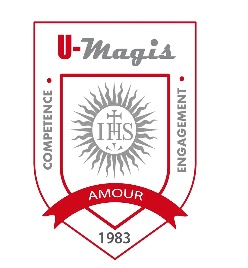 U-Magis
COMPETENCE
IHS
ENGAGEMENT
AMOUR
1983